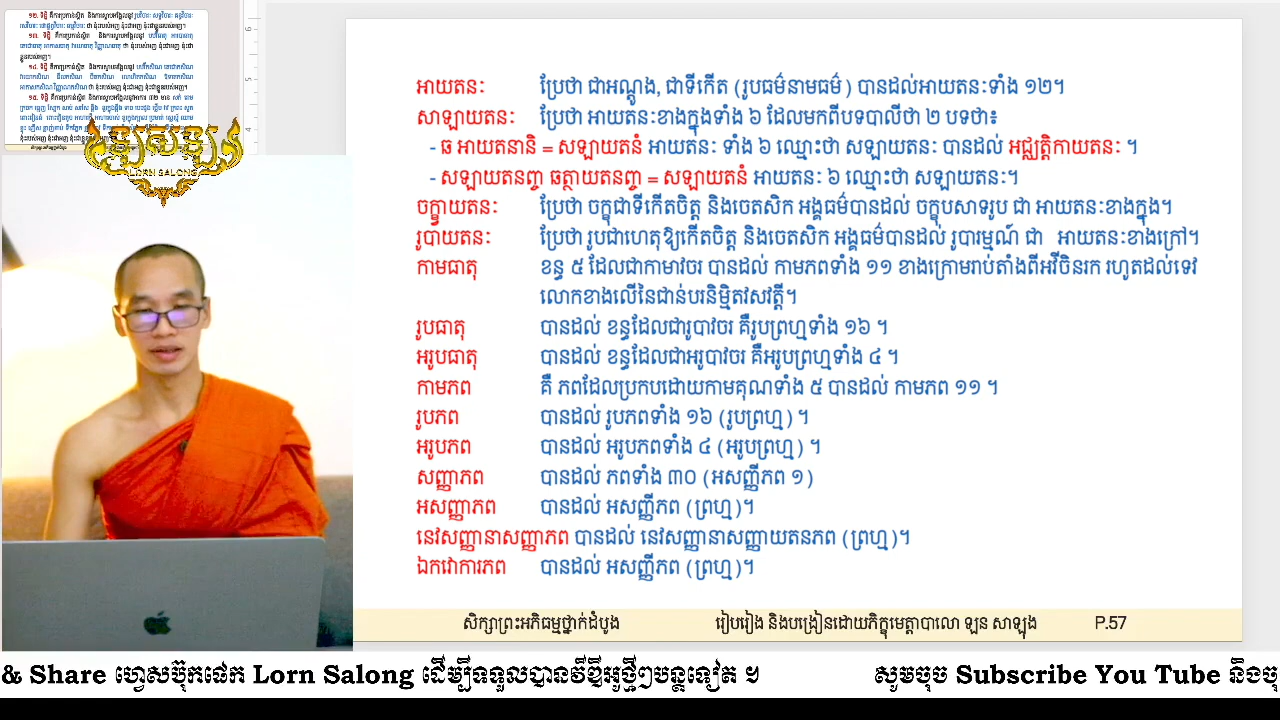 ១២. ទិដ្ឋិ
១៣. ទិដ្ឋិ
១៤. ទិដ្ឋិ
១៥. ទិដ្ឋិ
LORN SALONG
អាយតនៈ ប្រែថា ជាអណ្តូង, ជាទីកើត (រូបធម៌នាមធម៌) បានដល់អាយតនៈទាំង ១២។
សាឡាយតនៈ ប្រែថា អាយតនៈខាងក្នុងទាំង ៦ ដែលមកពីបទបាលីថា ២ បទថា៖
- ឆ អាយតនានិ = សឡាយតនំ អាយតនៈ ទាំង ៦ ឈ្មោះថា សឡាយតនៈ បានដល់ អជ្ឈត្តិកាយតនៈ ។
- សឡាយតនញ្ច ឆត្ថាយតនញ្ច = សឡាយតនំ អាយតនៈ ៦ ឈ្មោះថា សឡាយតនៈ។
ចក្ខ្វាយតនៈ ប្រែថា ចក្ខុជាទីកើតចិត្ត និងចេតសិក អង្គធម៌បានដល់ ចក្ខុបសាទរូប ជា អាយតនៈខាងក្នុង។
រូបាយតនៈ ប្រែថា រូបជាហេតុឱ្យកើតចិត្ត និងចេតសិក អង្គធម៌បានដល់ រូបារម្មណ៍ ជា អាយតនៈខាងក្រៅ។
កាមធាតុ ខន្ធ ៥ ដែលជាកាមាវចរ បានដល់ កាមភពទាំង ១១ ខាងក្រោមរាប់តាំងពីអវីចិនរក រហូតដល់ទេវ
លោកខាងលើនៃជាន់បរនិម្មិតវសវត្តី។
រូបធាតុ បានដល់ ខន្ធដែលជារូបាវចរ គឺរូបព្រហ្មទាំង ១៦ ។
អរូបធាតុ បានដល់ ខន្ធដែលជាអរូបាវចរ គឺអរូបព្រហ្មទាំង ៤ ។
កាមភព គឺ ភពដែលប្រកបដោយកាមគុណទាំង ៥ បានដល់ កាមភព ១១ ។
រូបភព បានដល់ រូបភពទាំង ១៦ (រូបព្រហ្ម) ។
អរូបភព បានដល់ អរូបភពទាំង ៤ (អរូបព្រហ្ម) ។
សញ្ញាភព បានដល់ ភពទាំង ៣០ (អសញ្ញីភព ១)
អសញ្ញាភព បានដល់ អសញ្ញីភព (ព្រហ្ម)។
នេវសញ្ញានាសញ្ញាភព បានដល់ នេវសញ្ញានាសញ្ញាយតនភព (ព្រហ្ម)។
ឯកវោការភព បានដល់ អសញ្ញីភព (ព្រហ្ម)។
សិក្សាព្រះអភិធម្មថ្នាក់ដំបូង រៀបរៀង និងបង្រៀនដោយភិក្ខុមេត្តាបាលោ ឡន សាឡុង P.57
& Share ហ្វេសប៊ុកផេក Lorn Salong ដើម្បីទទួលបានវីឌីអូថ្មីៗបន្តទៀត ។ សូមចុច Subscribe You Tube និងចុ